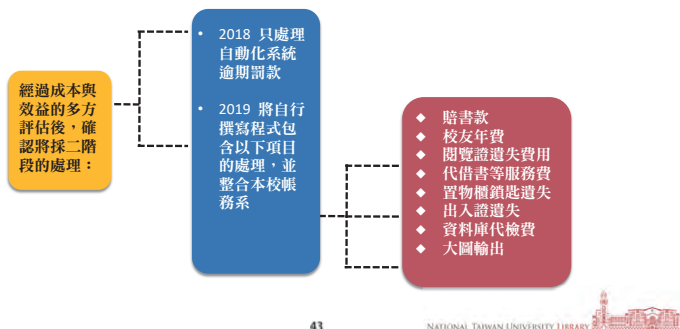 經過成本與
效益的多方
評估後，確
認將採二階
段的處理：
• 2018 只處理
自動化系統
逾期罰款
• 2019 將自行
撰寫程式包
含以下項目
的處理，並
整合本校帳
務系
◆ 賠書款
◆ 校友年費
◆ 閱覽證遺失費用
◆ 代借書等服務費
◆ 置物櫃鎖匙遺失
◆ 出入證遺失
◆ 資料庫代檢費
◆ 大圖輸出
43
NATIONAL TAIWAN UNIVERSITY LIBRARY